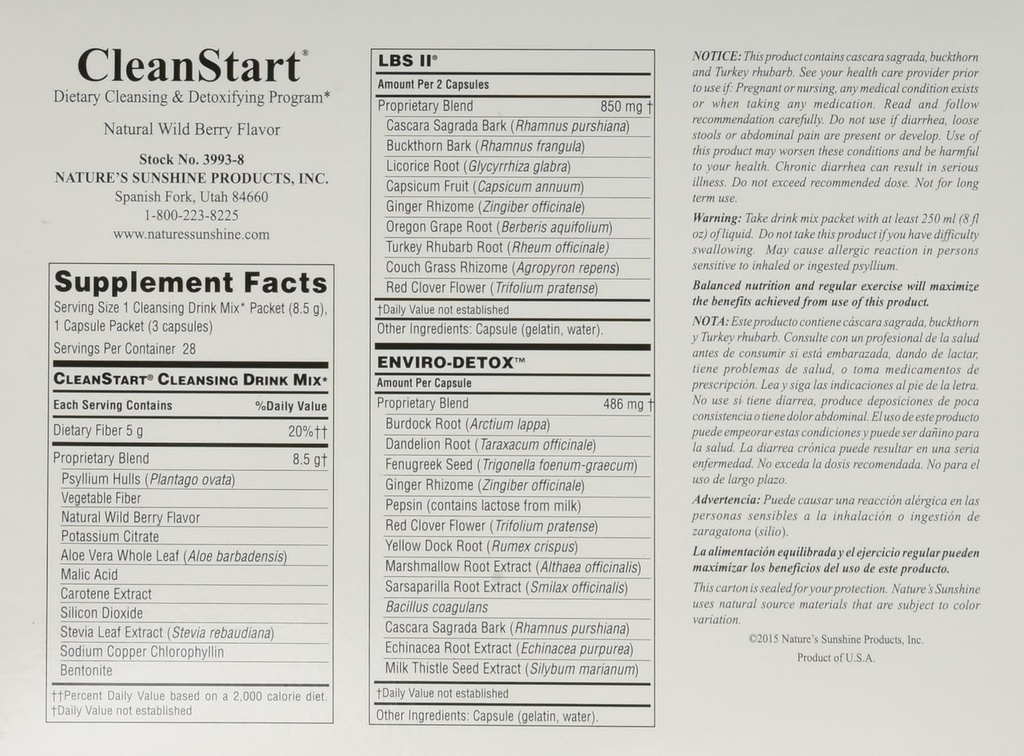 CleanStart®
Dietary Cleansing & Detoxifying Program*
Natural Wild Berry Flavor
Stock No. 3993-8
NATURE'S SUNSHINE PRODUCTS, INC.
Spanish Fork, Utah 84660
1-800-223-8225
www.naturessunshine.com
Supplement Facts
Serving Size 1 Cleansing Drink Mix* Packet (8.5 g),
1 Capsule Packet (3 capsules)
Servings Per Container 28
CLEANSTART® CLEANSING DRINK MIX*
Each Serving Contains %Daily Value
Dietary Fiber 5 g 20%††
Proprietary Blend 8.5 g†
Psyllium Hulls (Plantago ovata)
Vegetable Fiber
Natural Wild Berry Flavor
Potassium Citrate
Aloe Vera Whole Leaf (Aloe barbadensis)
Malic Acid
Carotene Extract
Silicon Dioxide
Stevia Leaf Extract (Stevia rebaudiana)
Sodium Copper Chlorophyllin
Bentonite
††Percent Daily Value based on a 2,000 calorie diet.
†Daily Value not established
LBS II®
Amount Per 2 Capsules
Proprietary Blend 850 mg †
Cascara Sagrada Bark (Rhamnus purshiana)
Buckthorn Bark (Rhamnus frangula)
Licorice Root (Glycyrrhiza glabra)
Capsicum Fruit (Capsicum annuum)
Ginger Rhizome (Zingiber officinale)
Oregon Grape Root (Berberis aquifolium)
Turkey Rhubarb Root (Rheum officinale)
Couch Grass Rhizome (Agropyron repens)
Red Clover Flower (Trifolium pratense)
†Daily Value not established
Other Ingredients: Capsule (gelatin, water).
ENVIRO-DETOX™
Amount Per Capsule
Proprietary Blend 486 mg †
Burdock Root (Arctium lappa)
Dandelion Root (Taraxacum officinale)
Fenugreek Seed (Trigonella foenum-graecum)
Ginger Rhizome (Zingiber officinale)
Pepsin (contains lactose from milk)
Red Clover Flower (Trifolium pratense)
Yellow Dock Root (Rumex crispus)
Marshmallow Root Extract (Althaea officinalis)
Sarsaparilla Root Extract (Smilax officinalis)
Bacillus coagulans
Cascara Sagrada Bark (Rhamnus purshiana)
Echinacea Root Extract (Echinacea purpurea)
Milk Thistle Seed Extract (Silybum marianum)
†Daily Value not established
Other Ingredients: Capsule (gelatin, water).
NOTICE: This product contains cascara sagrada, buckthorn
and Turkey rhubarb. See your health care provider prior
to use if: Pregnant or nursing, any medical condition exists
or when taking any medication. Read and follow
recommendation carefully. Do not use if diarrhea, loose
stools or abdominal pain are present or develop. Use of
this product may worsen these conditions and be harmful
to your health. Chronic diarrhea can result in serious
illness. Do not exceed recommended dose. Not for long
term use.
Warning: Take drink mix packet with at least 250 ml (8 fl
oz) of liquid. Do not take this product if you have difficulty
swallowing. May cause allergic reaction in persons
sensitive to inhaled or ingested psyllium.
Balanced nutrition and regular exercise will maximize
the benefits achieved from use of this product.
NOTA: Este producto contiene cáscara sagrada, buckthorn
y Turkey rhubarb. Consulte con un profesional de la salud
antes de consumir si está embarazada, dando de lactar,
tiene problemas de salud, o toma medicamentos de
prescripción. Lea y siga las indicaciones al pie de la letra.
No use si tiene diarrea, produce deposiciones de poca
consistencia o tiene dolor abdominal. El uso de este producto
puede empeorar estas condiciones y puede ser dañino para
la salud. La diarrea crónica puede resultar en una seria
enfermedad. No exceda la dosis recomendada. No para el
uso de largo plazo.
Advertencia: Puede causar una reacción alérgica en las
personas sensibles a la inhalación o ingestión de
zaragatona (silio).
La alimentación equilibrada y el ejercicio regular pueden
maximizar los beneficios del uso de este producto.
This carton is sealed for your protection. Nature's Sunshine
uses natural source materials that are subject to color
variation.
©2015 Nature's Sunshine Products, Inc.
Product of U.S.A.